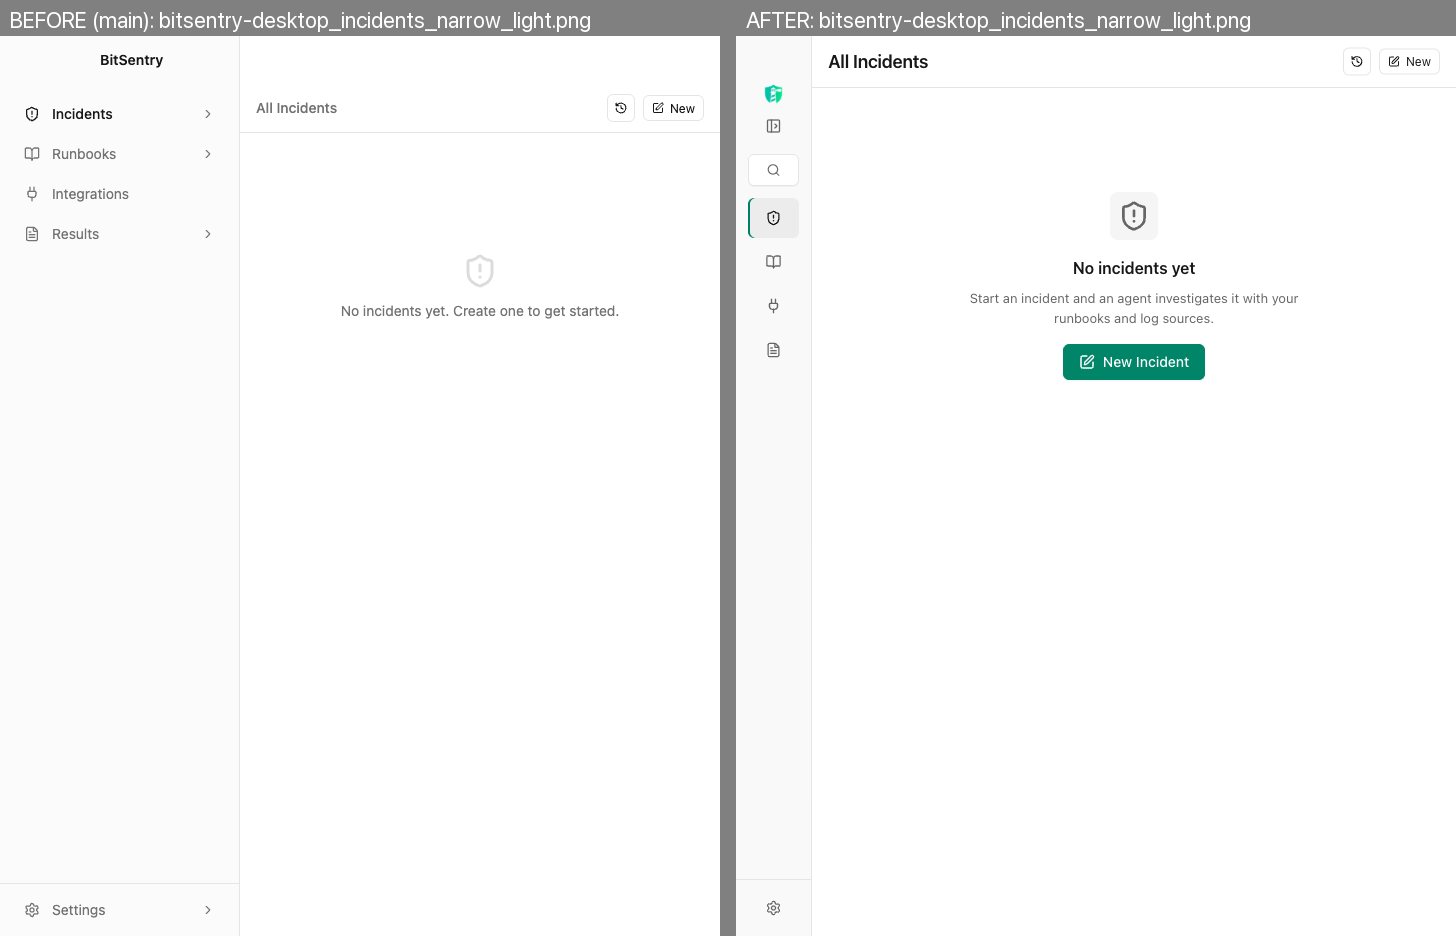 BEFORE (main): bitsentry-desktop_incidents_narrow_light.png
BitSentry
Incidents
Runbooks
Integrations
Results
Settings
All Incidents
New
No incidents yet. Create one to get started.
AFTER: bitsentry-desktop_incidents_narrow_light.png
All Incidents
New
No incidents yet
Start an incident and an agent investigates it with your
runbooks and log sources.
New Incident